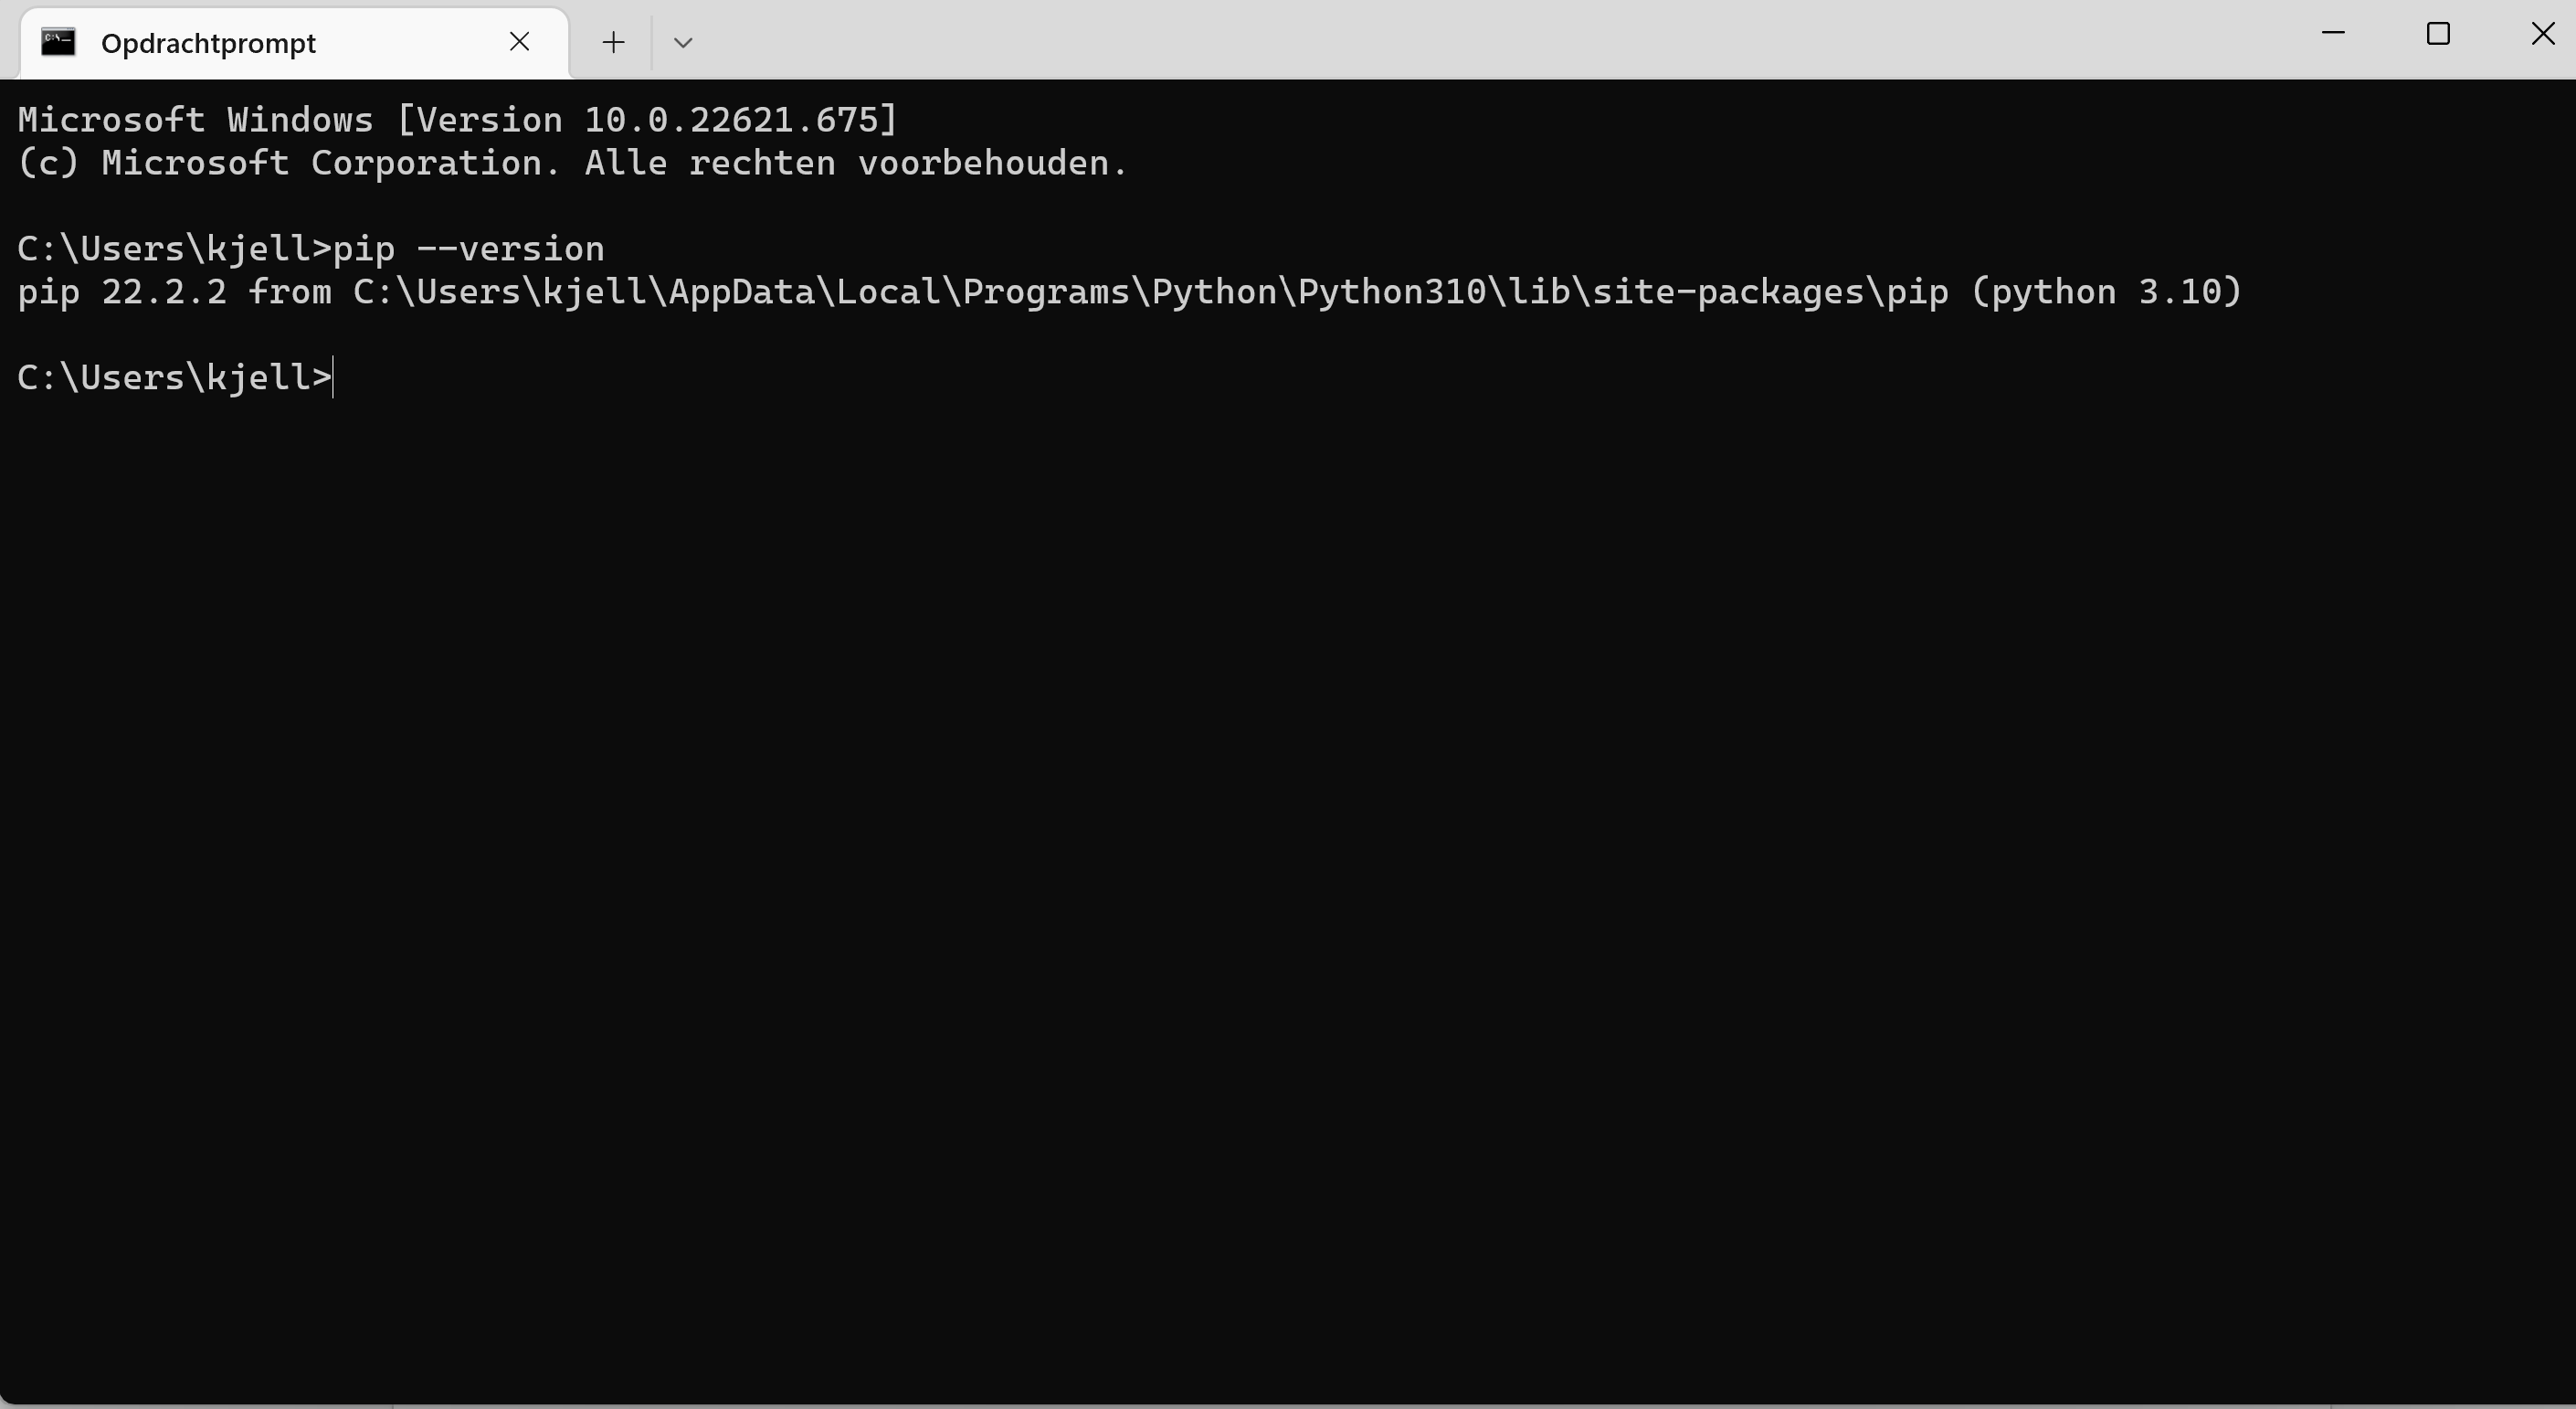 Opdrachtprompt
Microsoft Windows [Version 10.0.22621.675]
(c) Microsoft Corporation. Alle rechten voorbehouden.
C:\Users\kjell>pip --version
pip 22.2.2 from C:\Users\kjell\AppData\Local\Programs\Python\Python310\lib\site-packages\pip (python 3.10)
C:\Users\kjell>